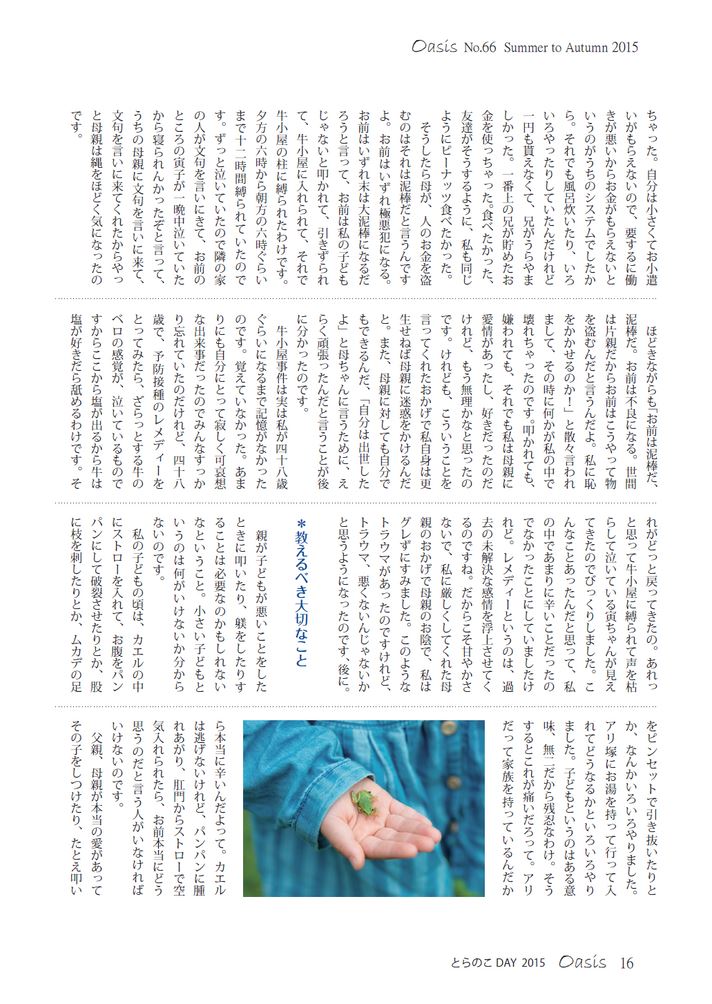 Oasis No.66 Summer to Autumn 2015
ちゃった。自分は小さくてお小遣
いがもらえないので、要するに働
きが悪いからお金がもらえないと
いうのがうちのシステムでしたか
ら。それでも風呂炊いたり、いろ
いろやったりしていたんだけれど
一円も貰えなくて、兄がうらやま
しかった。一番上の兄が貯めたお
金を使っちゃった。食べたかった、
友達がそうするように、私も同じ
ようにピーナッツ食べたかった。
そうしたら母が、人のお金を盗
むのはそれは泥棒だと言うんです
よ。お前はいずれ極悪犯になる。
お前はいずれ末は大泥棒になるだ
ろうと言って、お前は私の子ども
じゃないと叩かれて、引きずられ
て、牛小屋に入れられて、それで
牛小屋の柱に縛られたわけです。
夕方の六時から朝方の六時ぐらい
まで十二時間縛られていたので
す。ずっと泣いていたので隣の家
の人が文句を言いにきて、お前の
ところの寅子が一晩中泣いていた
から寝られんかったぞと言って、
うちの母親に文句を言いに来て、
文句を言いに来てくれたからやっ
と母親は縄をほどく気になったの
です。
ほどきながらも「お前は泥棒だ、
泥棒だ。お前は不良になる。世間
は片親だからお前はこうやって物
を盗むんだと言うんだよ。私に恥
をかかせるのか！」と散々言われ
まして、その時に何かが私の中で
壊れちゃったのです。叩かれても、
嫌われても、それでも私は母親に
愛情があったし、好きだったのだ
けれど、もう無理かなと思ったの
です。けれども、こういうことを
言ってくれたおかげで私自身は更
生せねば母親に迷惑をかけるんだ
と。また、母親に対しても自分で
もできるんだ、「自分は出世した
よ」と母ちゃんに言うために、え
らく頑張ったんだと言うことが後
に分かったのです。
牛小屋事件は実は私が四十八歳
ぐらいになるまで記憶がなかった
のです。覚えていなかった。あま
りにも自分にとって寂しく可哀想
な出来事だったのでみんなすっか
り忘れていたのだけれど、四十八
歳で、予防接種のレメディーを
とってみたら、ざらっとする牛の
ベロの感覚が、泣いているもので
すからここから塩が出るから牛は
塩が好きだら舐めるわけです。そ
れがどっと戻ってきたの。あれっ
と思って牛小屋に縛られて声を枯
らして泣いている寅ちゃんが見え
てきたのでびっくりしました。こ
んなことあったんだと思って、私
の中であまりに辛いことだったの
でなかったことにしていましたけ
れど。レメディーというのは、過
去の未解決な感情を浮上させてく
るのですね。だからこそ甘やかさ
ないで、私に厳しくしてくれた母
親のおかげで母親のお陰で、私は
グレずにすみました。このような
トラウマがあったのですけれど、
トラウマ、悪くないんじゃないか
と思うようになったのです、後に。
＊教えるべき大切なこと
親が子どもが悪いことをした
ときに叩いたり、躾をしたりす
ることは必要なのかもしれない
なということ。小さい子どもと
いうのは何がいけないか分から
ないのです。
私の子どもの頃は、カエルの中
にストローを入れて、お腹をパン
パンにして破裂させたりとか、股
に枝を刺したりとか、ムカデの足
をピンセットで引き抜いたりと
か、なんかいろいろやりました。
アリ塚にお湯を持って行って入
れてどうなるかといろいろやり
ました。子どもというのはある意
味、無二だから残忍なわけ。そう
するとこれが痛いだろって。アリ
だって家族を持っているんだか
ら本当に辛いんだよって。カエル
は逃げないけれど、パンパンに腫
れあがり、肛門からストローで空
気入れられたら、お前本当にどう
思うのだと言う人がいなければ
いけないのです。
父親、母親が本当の愛があって
その子をしつけたり、たとえ叩い
とらのこ DAY 2015 Oasis 16